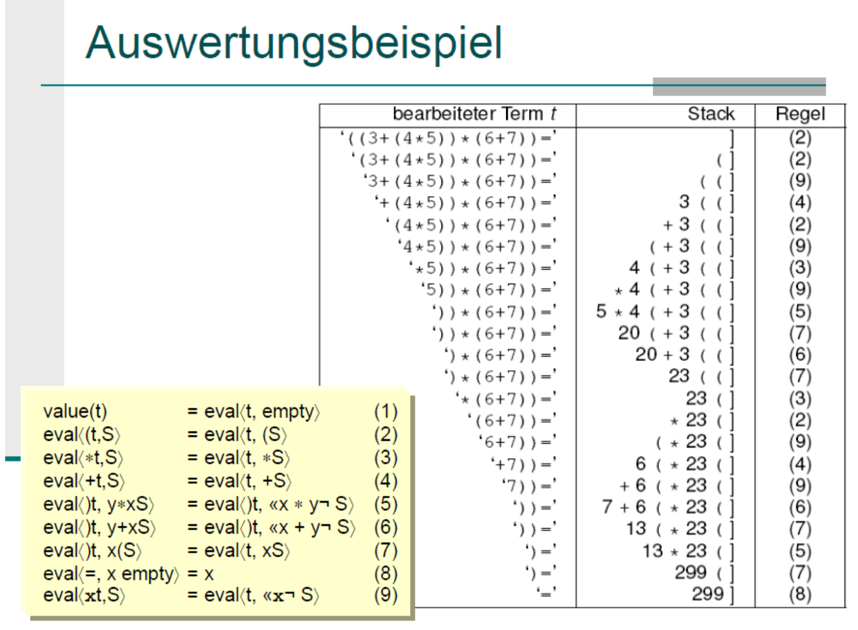 Auswertungsbeispiel
bearbeiteter Term t Stack Regel
‘((3+(4*5))*(6+7))=’ ] (2)
‘(3+(4*5))*(6+7))=’ (] (2)
‘3+(4*5))*(6+7))=’ ((] (9)
‘+(4*5))*(6+7))=’ 3 ((] (4)
‘(4*5))*(6+7))=’ +3 ((] (2)
‘4*5))*(6+7))=’ (+3 ((] (9)
‘*5))*(6+7))=’ 4 (+3 ((] (3)
‘5))*(6+7))=’ *4 (+3 ((] (9)
‘))*(6+7))=’ 5*4 (+3 ((] (5)
‘))*(6+7))=’ 20 (+3 ((] (7)
‘)*(6+7))=’ 20+3 ((] (6)
‘)*(6+7))=’ 23 ((] (7)
‘*(6+7))=’ 23 (] (3)
‘(6+7))=’ *23 (] (2)
‘6+7))=’ (*23 (] (9)
‘+7))=’ 6 (*23 (] (4)
‘7))=’ +6 (*23 (] (9)
‘))=’ 7+6 (*23 (] (6)
‘))=’ 13 (*23 (] (7)
‘)=’ 13*23 (] (5)
‘)=’ 299 (] (7)
‘=’ 299 ] (8)
value(t) = eval⟨t, empty⟩ (1)
eval⟨(t,S⟩ = eval⟨t, (S⟩ (2)
eval⟨*t,S⟩ = eval⟨t, *S⟩ (3)
eval⟨+t,S⟩ = eval⟨t, +S⟩ (4)
eval⟨)t, y*xS⟩ = eval⟨)t, «x * y¬ S⟩ (5)
eval⟨)t, y+xS⟩ = eval⟨)t, «x + y¬ S⟩ (6)
eval⟨)t, x(S⟩ = eval⟨t, xS⟩ (7)
eval⟨=, x empty⟩ = x (8)
eval⟨xt,S⟩ = eval⟨t, «x¬ S⟩ (9)